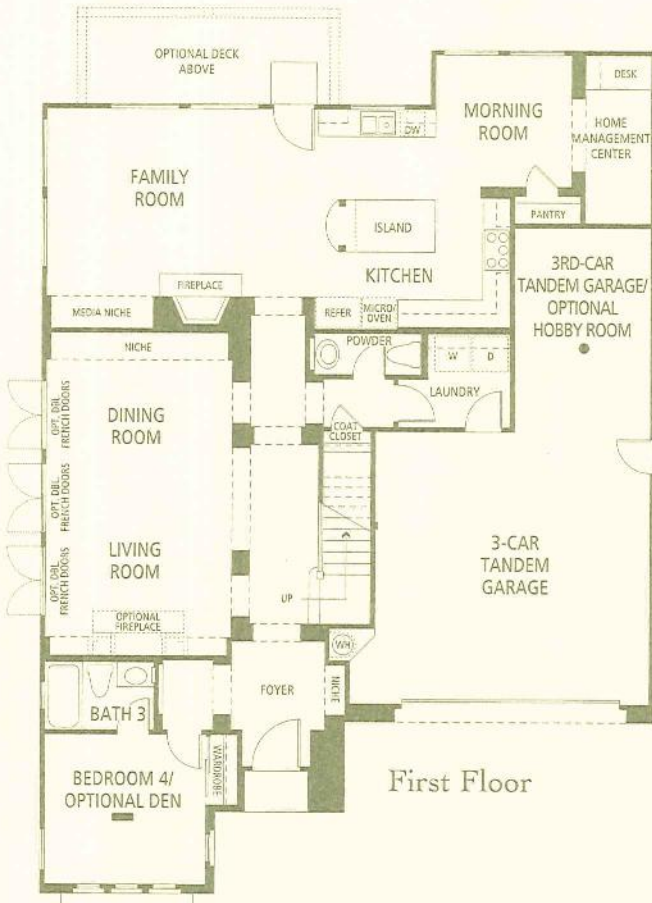 OPTIONAL DECK
ABOVE
DESK
MORNING
ROOM
HOME
MANAGEMENT
CENTER
DW
FAMILY
ROOM
PANTRY
ISLAND
KITCHEN
FIREPLACE
MEDIA NICHE
REFER
MICRO/
OVEN
3RD-CAR
TANDEM GARAGE/
OPTIONAL
HOBBY ROOM
NICHE
POWDER
W
D
LAUNDRY
OPT. DBL.
FRENCH DOORS
DINING
ROOM
COAT
CLOSET
OPT. DBL.
FRENCH DOORS
LIVING
ROOM
3-CAR
TANDEM
GARAGE
OPT. DBL.
FRENCH DOORS
OPTIONAL
FIREPLACE
UP
WH
FOYER
NICHE
BATH 3
BEDROOM 4/
OPTIONAL DEN
WARDROBE
First Floor